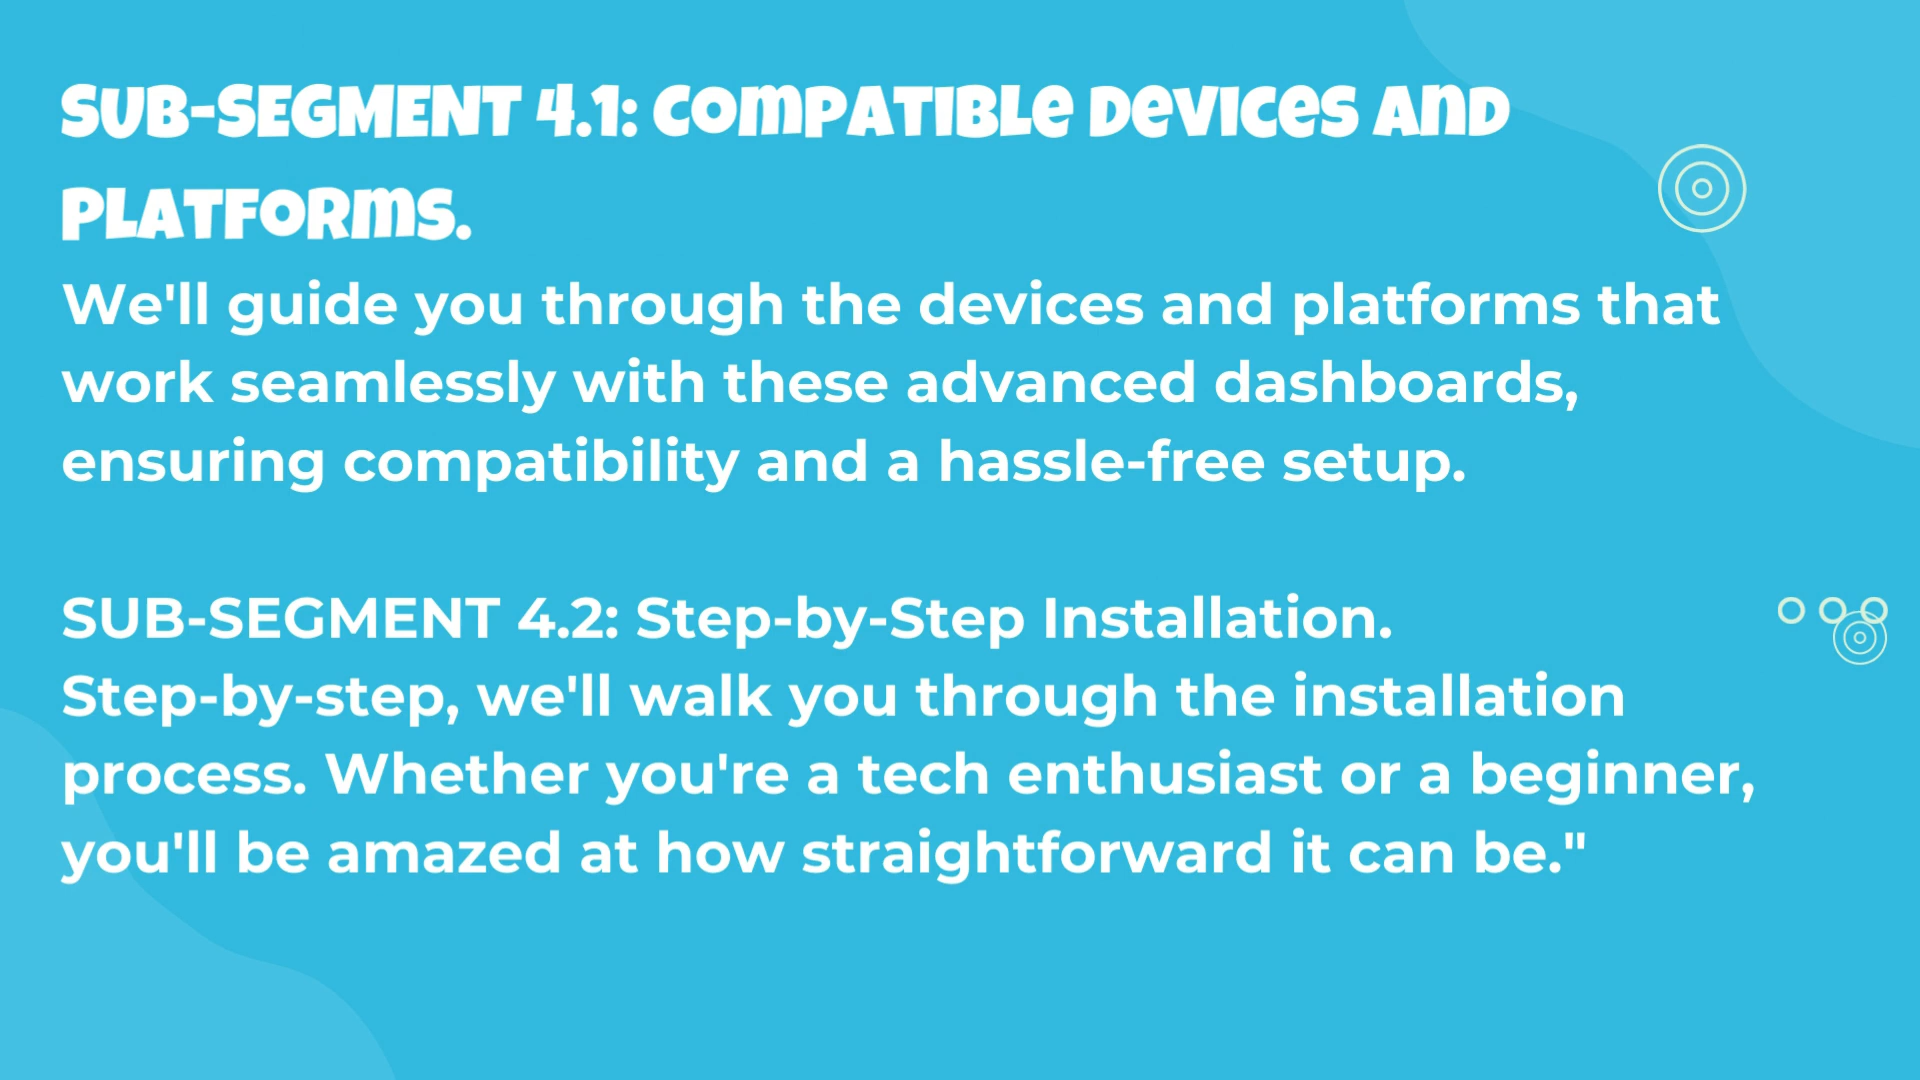 SUB-SEGMENT 4.1: Compatible Devices and
Platforms.
We'll guide you through the devices and platforms that
work seamlessly with these advanced dashboards,
ensuring compatibility and a hassle-free setup.
SUB-SEGMENT 4.2: Step-by-Step Installation.
Step-by-step, we'll walk you through the installation
process. Whether you're a tech enthusiast or a beginner,
you'll be amazed at how straightforward it can be."